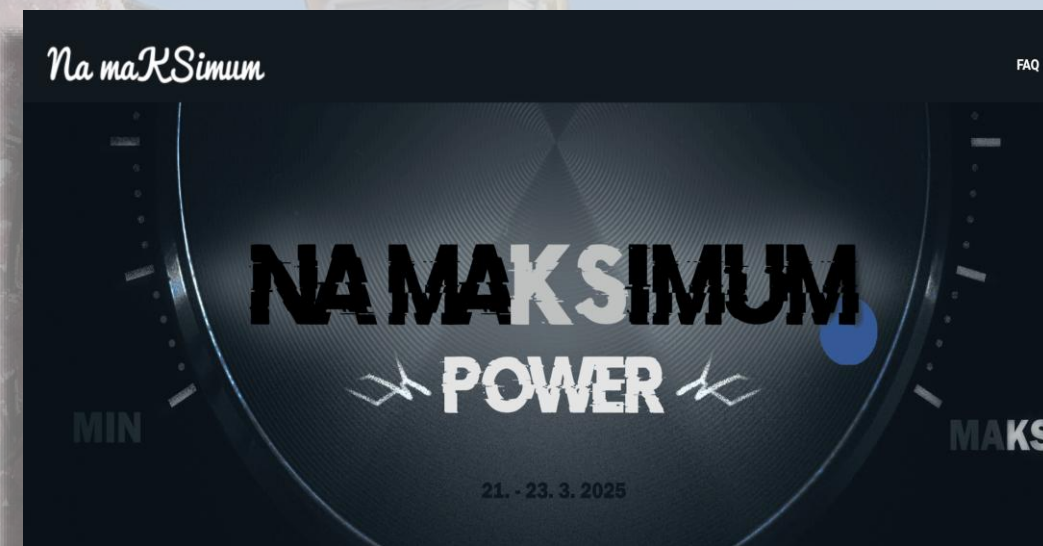 Na maKSimum
FAQ
NA MAKSIMUM
POWER
MIN
MAKS
21. - 23. 3. 2025